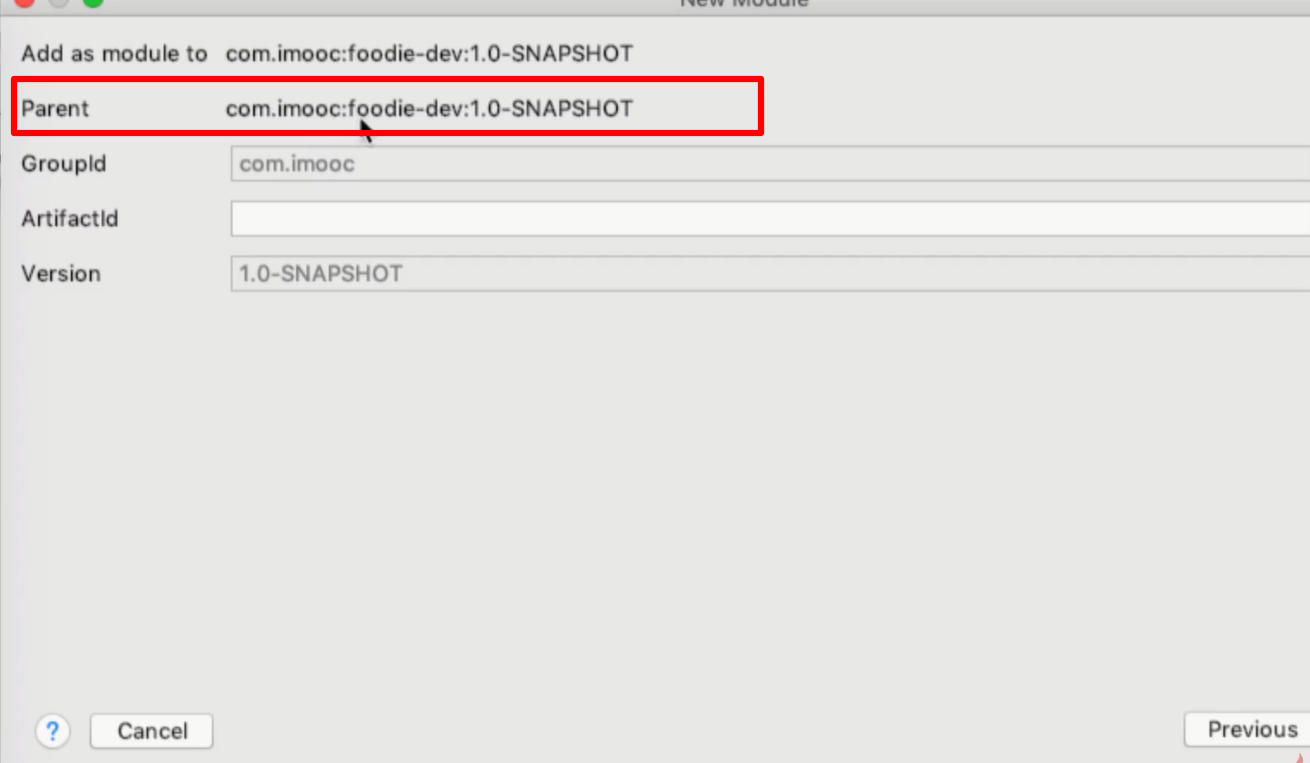 New Module
Add as module to com.imooc:foodie-dev:1.0-SNAPSHOT
Parent com.imooc:foodie-dev:1.0-SNAPSHOT
GroupId com.imooc
ArtifactId
Version 1.0-SNAPSHOT
? Cancel Previous